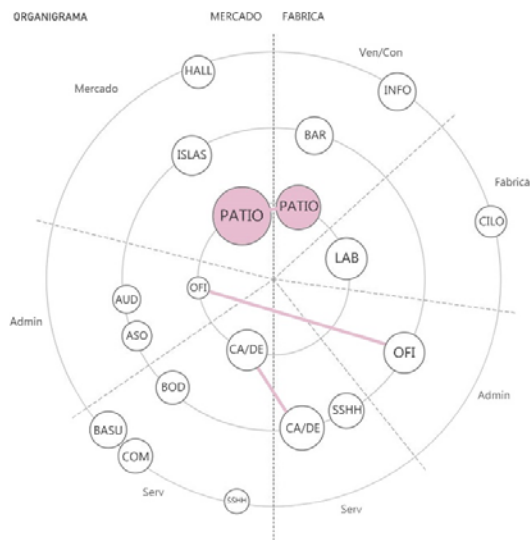 ORGANIGRAMA
MERCADO
FABRICA
Ven/Con
Mercado
HALL
INFO
BAR
ISLAS
Fabrica
PATIO
PATIO
CILO
LAB
OFI
AUD
Admin
ASO
CA/DE
OFI
BOD
Admin
SSHH
BASU
CA/DE
COM
Serv
SSHH
Serv